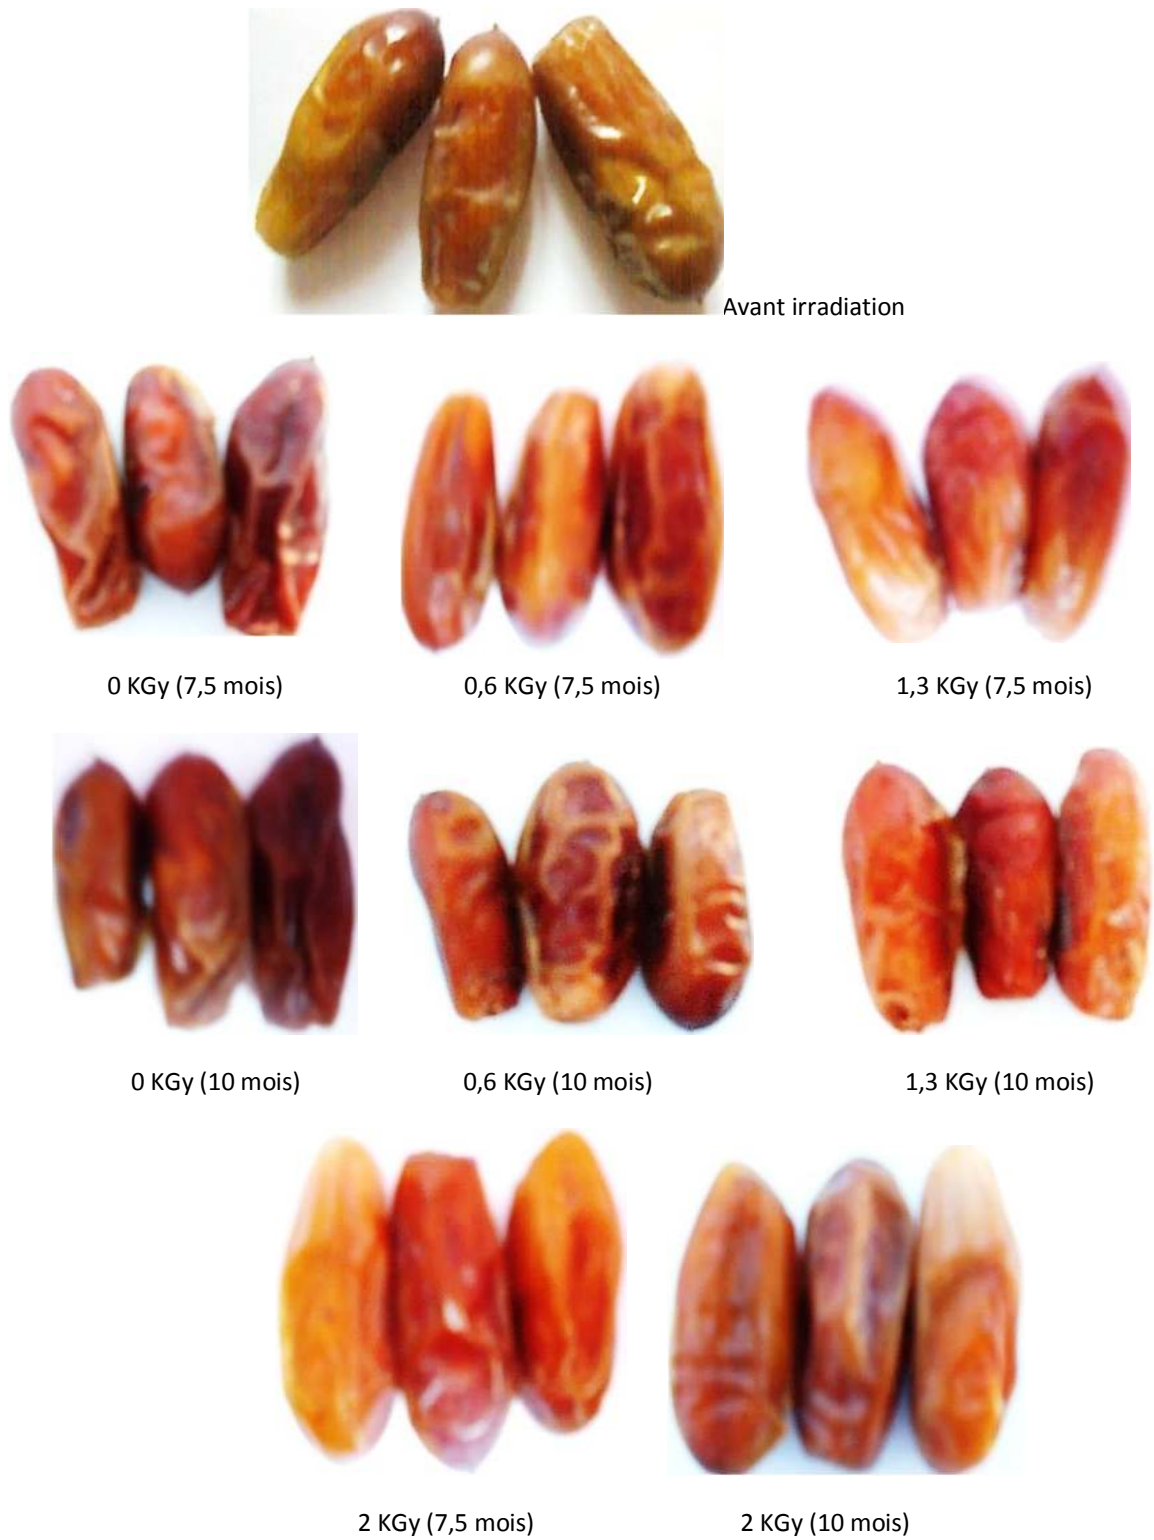 Avant irradiation
0 KGy (7,5 mois)
0,6 KGy (7,5 mois)
1,3 KGy (7,5 mois)
0 KGy (10 mois)
0,6 KGy (10 mois)
1,3 KGy (10 mois)
2 KGy (7,5 mois)
2 KGy (10 mois)